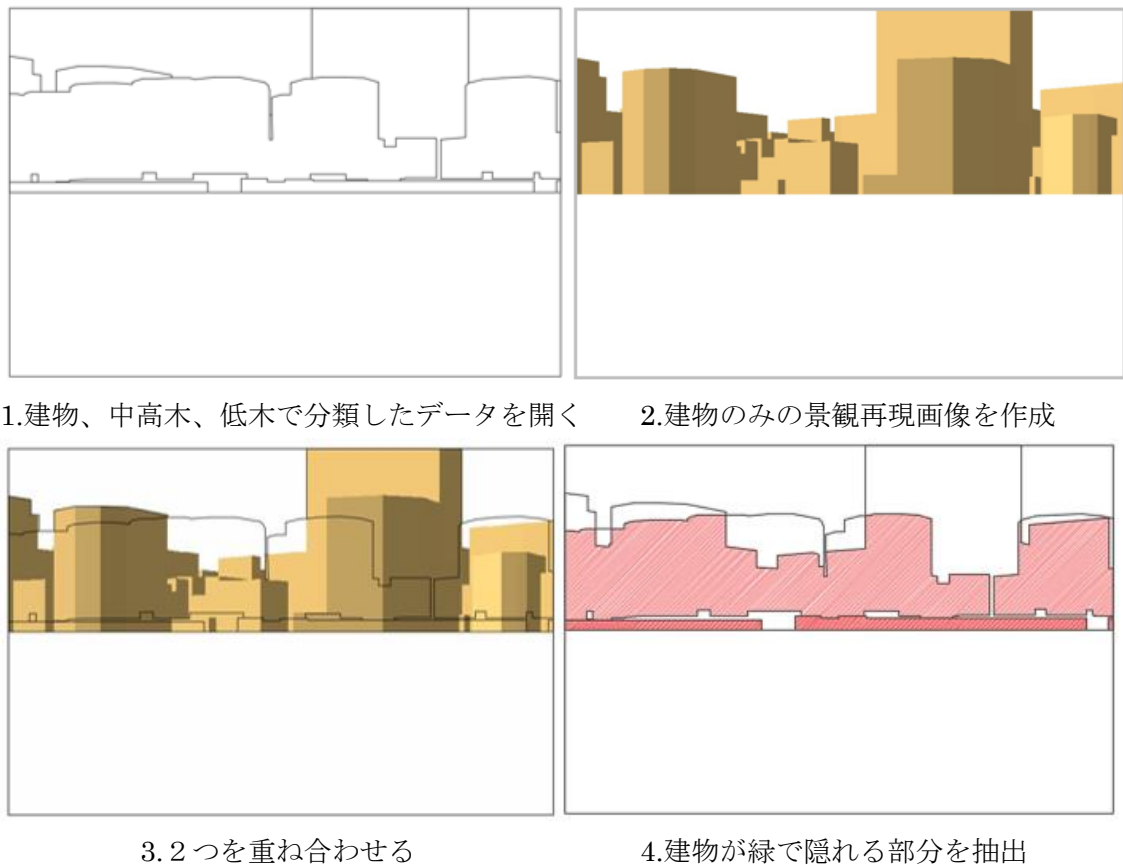 1.建物、中高木、低木で分類したデータを開く
2.建物のみの景観再現画像を作成
3.２つを重ね合わせる
4.建物が緑で隠れる部分を抽出